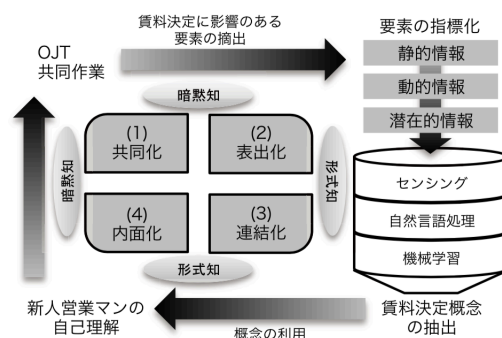 賃料決定に影響のある
要素の摘出
要素の指標化
OJT
共同作業
静的情報
動的情報
潜在的情報
暗黙知
(1)
共同化
(2)
表出化
暗黙知
形式知
(4)
内面化
(3)
連結化
形式知
センシング
自然言語処理
機械学習
新人営業マンの
自己理解
概念の利用
賃料決定概念
の抽出